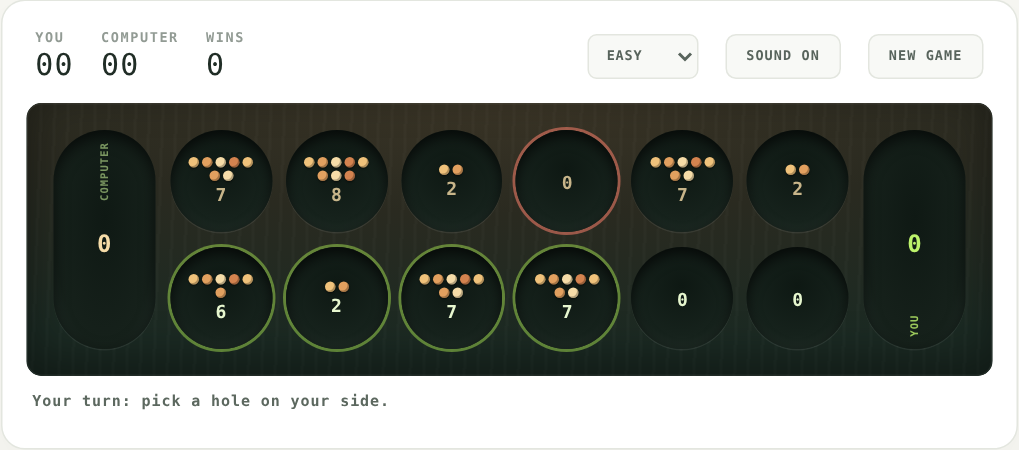 YOU COMPUTER WINS
00 00 0
EASY SOUND ON NEW GAME
COMPUTER
0
7 8 2 0 7 2
6 2 7 7 0 0
0
YOU
Your turn: pick a hole on your side.